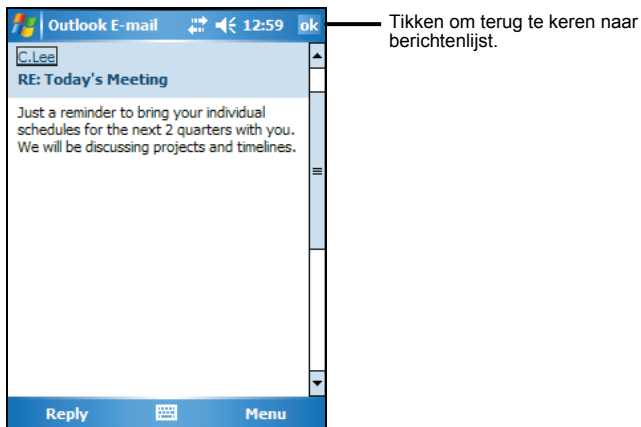 Outlook E-mail 12:59 ok
Tikken om terug te keren naar
berichtenlijst.
C.Lee
RE: Today's Meeting
Just a reminder to bring your individual
schedules for the next 2 quarters with you.
We will be discussing projects and timelines.
Reply Menu